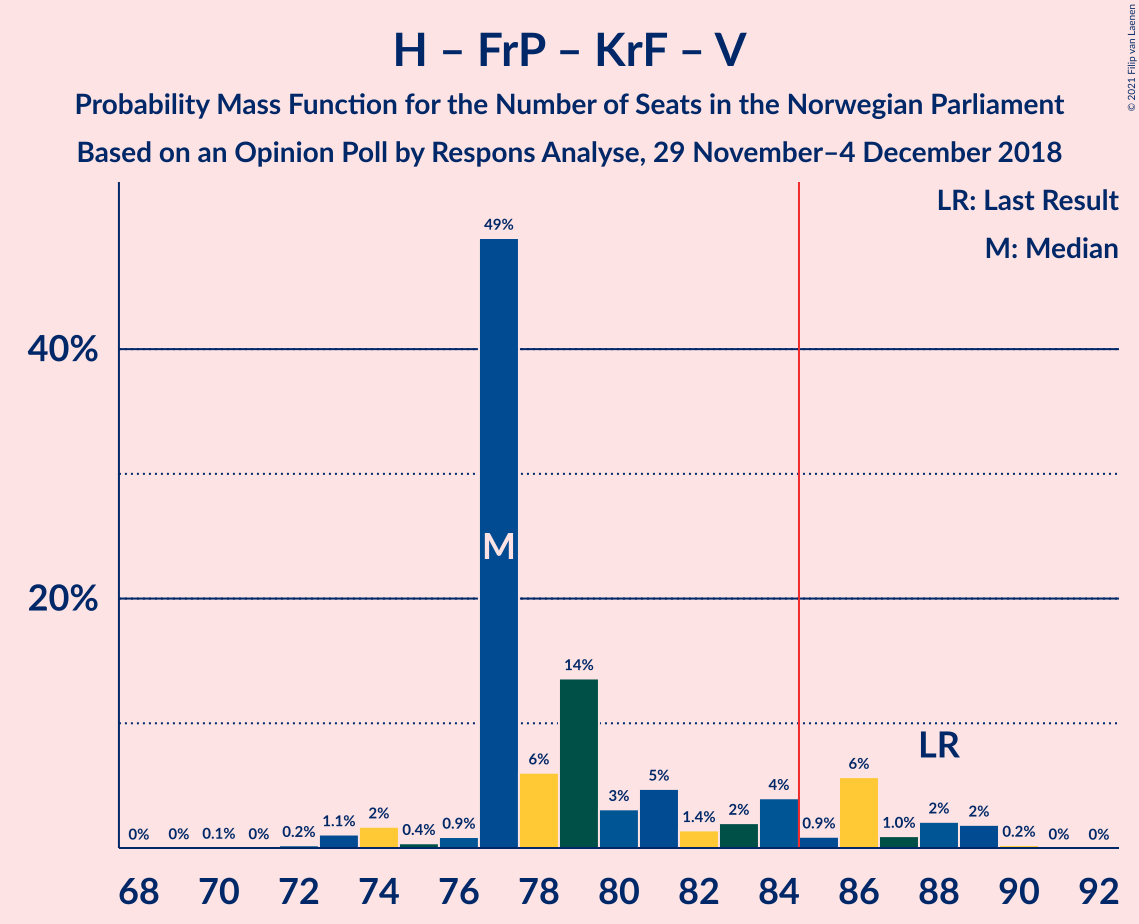 H – FrP – KrF – V
Probability Mass Function for the Number of Seats in the Norwegian Parliament
Based on an Opinion Poll by Respons Analyse, 29 November–4 December 2018
© 2021 Filip van Laenen
LR: Last Result
M: Median
40%
20%
0% 0% 0.1% 0% 0.2% 1.1% 2% 0.4% 0.9% 49% 6% 14% 3% 5% 1.4% 2% 4% 0.9% 6% 1.0% 2% 2% 0.2% 0% 0%
M
LR
68 70 72 74 76 78 80 82 84 86 88 90 92